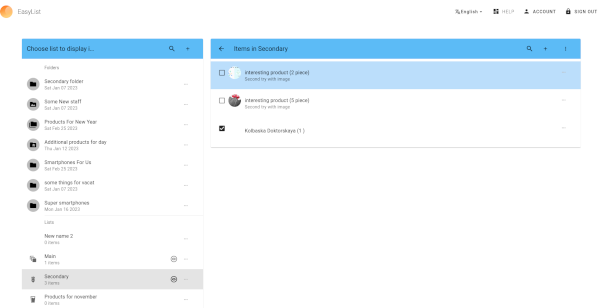 EasyList
English
HELP
ACCOUNT
SIGN OUT
Choose list to display i...
Folders
Secondary folder
Sat Jan 07 2023
Some New staff
Sat Jan 07 2023
Products For New Year
Sat Feb 25 2023
Additional products for day
Thu Jan 12 2023
Smartphones For Us
Sat Feb 25 2023
some things for vacat
Sat Jan 07 2023
Super smartphones
Mon Jan 16 2023
Lists
New name 2
0 items
Main
1 items
Secondary
3 items
Products for november
0 items
Items in Secondary
interesting product (2 piece)
Second try with image
interesting product (5 piece)
Second try with image
Kolbaska Doktorskaya (1 )